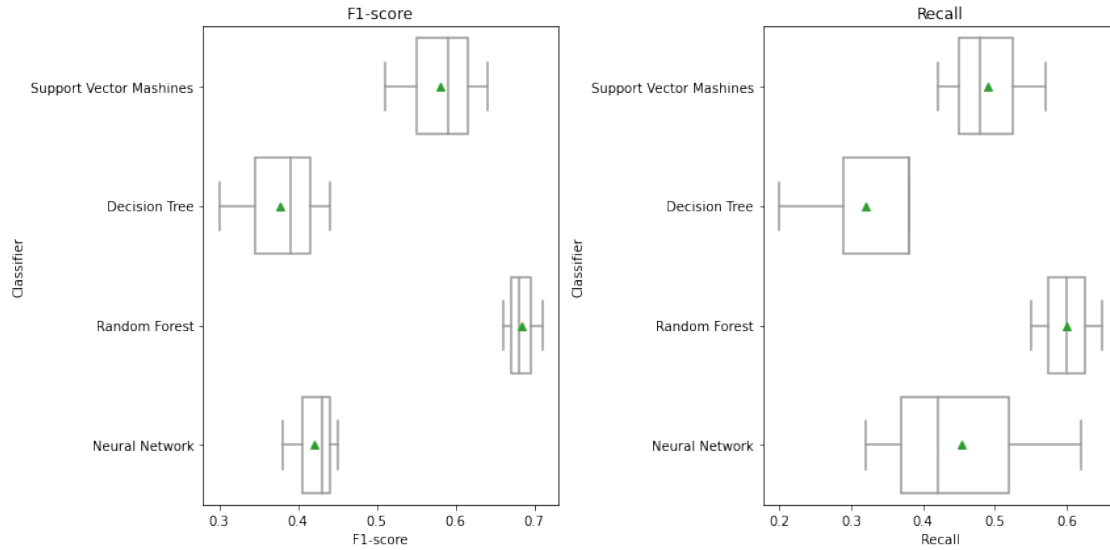 F1-score
Support Vector Mashines
Decision Tree
Random Forest
Neural Network
Classifier
0.3 0.4 0.5 0.6 0.7
F1-score
Recall
Support Vector Mashines
Decision Tree
Random Forest
Neural Network
Classifier
0.2 0.3 0.4 0.5 0.6
Recall